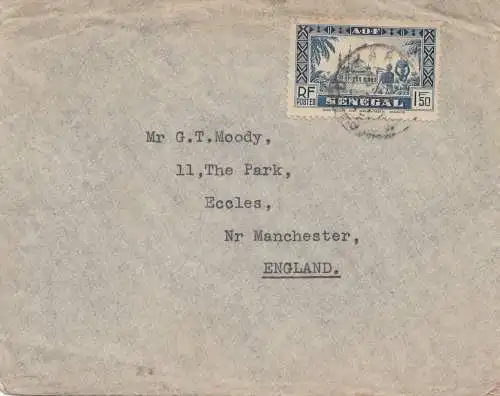 AOF
RF
POSTES
SENEGAL
1F50
Mr G.T.Moody,
11,The Park,
Eccles,
Nr Manchester,
ENGLAND.